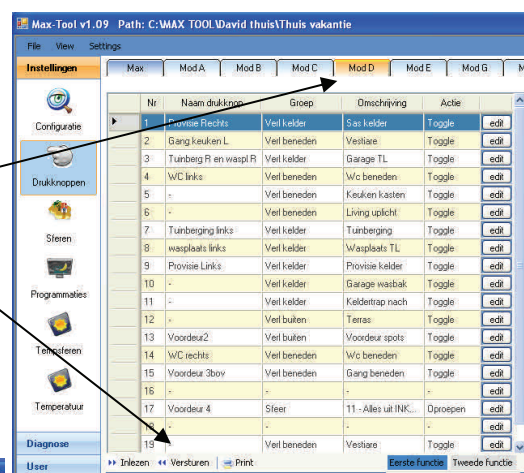 Max-Tool v1.09 Path: C:\MAX TOOL\David thuis\Thuis vakantie
File View Settings
Instellingen
Max Mod A Mod B Mod C Mod D Mod E Mod G M
Nr Naam drukknop Groep Omschrijving Actie
1 Provisie Rechts Verl kelder Sas kelder Toggle edit
2 Gang keuken L Verl beneden Vestiare Toggle edit
3 Tuinberg R en waspl R Verl kelder Garage TL Toggle edit
4 WC links Verl beneden Wc beneden Toggle edit
5 - Verl beneden Keuken kasten Toggle edit
6 - Verl beneden Living uplicht Toggle edit
7 Tuinberging links Verl kelder Tuinberging Toggle edit
8 wasplaats links Verl kelder Wasplaats TL Toggle edit
9 Provisie Links Verl kelder Provisie kelder Toggle edit
10 - Verl kelder Garage wasbak Toggle edit
11 - Verl kelder Keldertrap nach Toggle edit
12 - Verl buiten Terras Toggle edit
13 Voordeur2 Verl buiten Voordeur spots Toggle edit
14 WC rechts Verl beneden Wc beneden Toggle edit
15 Voordeur 3bov Verl beneden Gang beneden Toggle edit
16 - - - - edit
17 Voordeur 4 Sfeer 11 - Alles uit INK... Oproepen edit
18 - - - - edit
19 Verl beneden Vestiare Toggle edit
Configuratie
Drukknoppen
Sferen
Programmaties
Tempsferen
Temperatuur
Diagnose
User
Inlezen Versturen Print Eerste functie Tweede functie